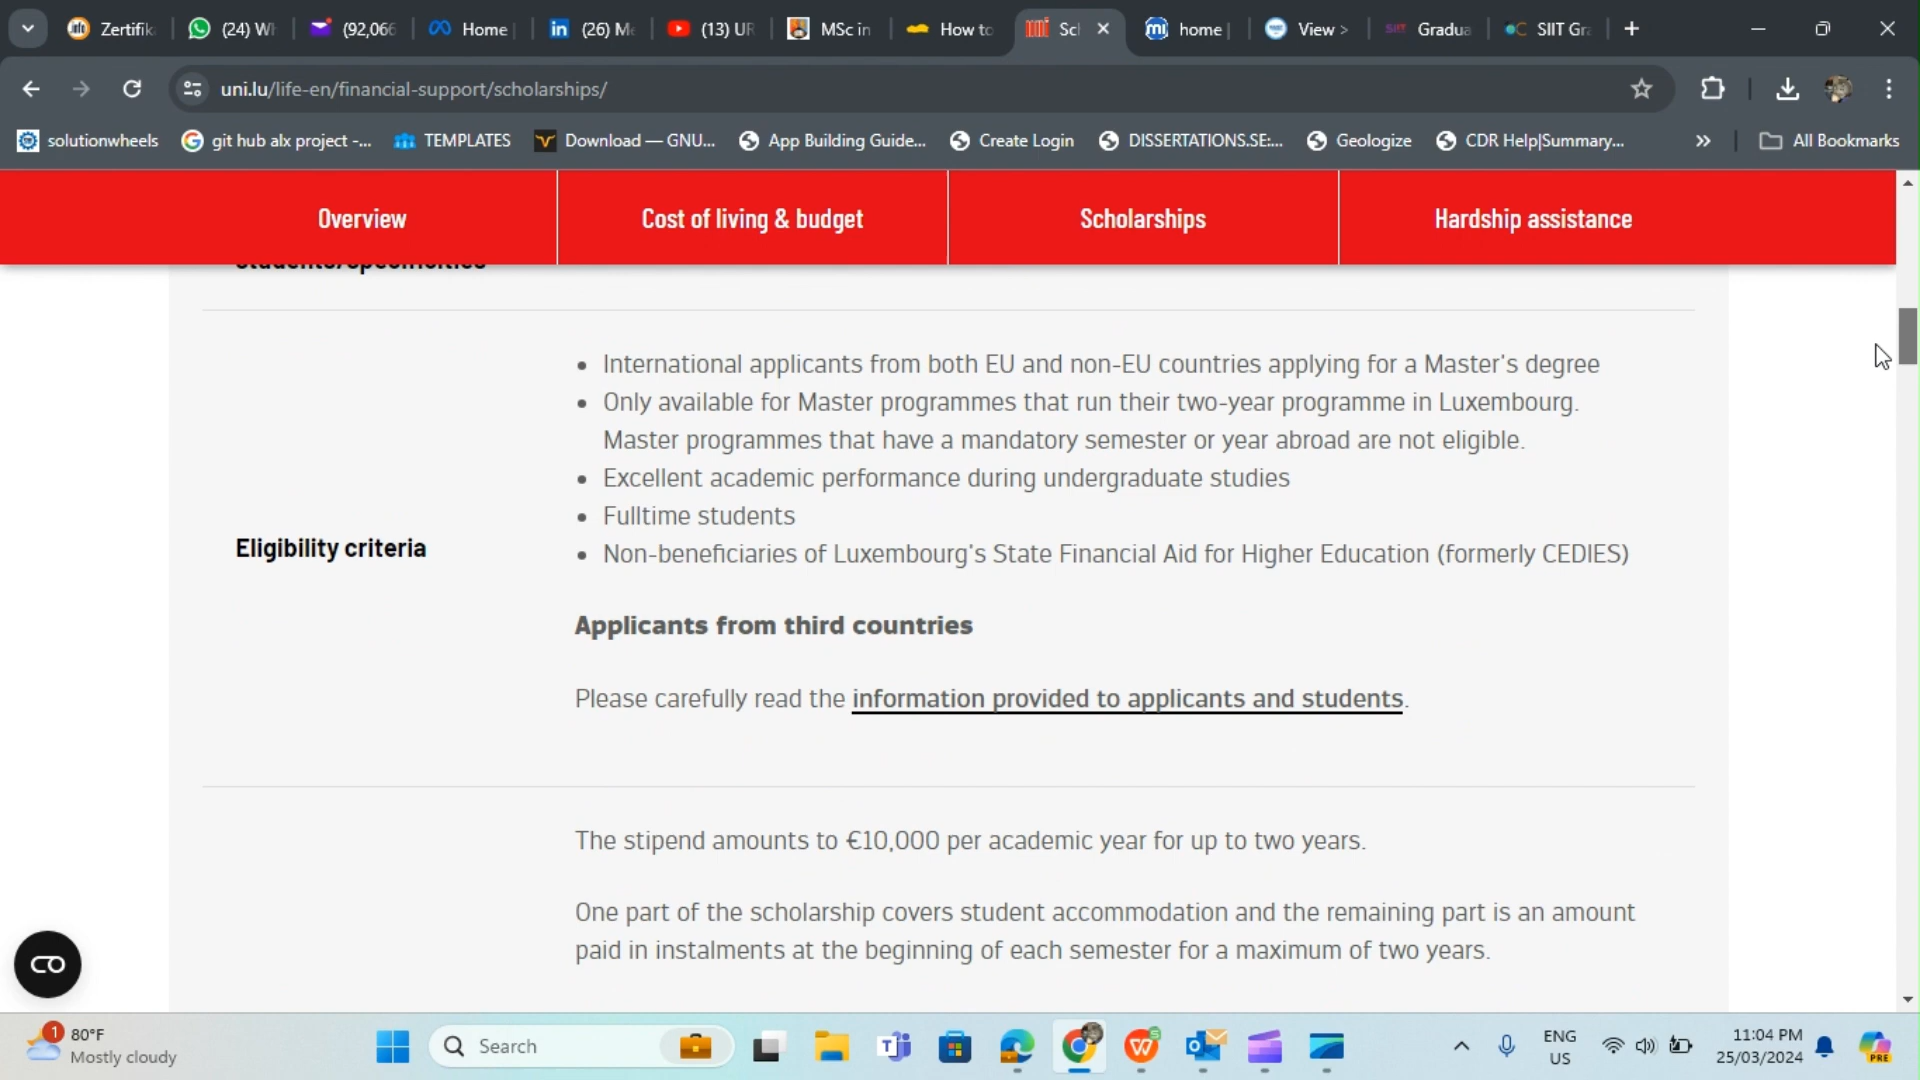 Zertifik
(24) Wh
(92,066
Home
in (26) Me
(13) UR
MSc in
How to
Sch
home
View >
Gradua
SIIT Gra
uni.lu/life-en/financial-support/scholarships/
solutionwheels
git hub alx project -...
TEMPLATES
Download — GNU...
App Building Guide...
Create Login
DISSERTATIONS.SE:...
Geologize
CDR Help|Summary...
»
All Bookmarks
Overview
Cost of living & budget
Scholarships
Hardship assistance
students/specificities
• International applicants from both EU and non-EU countries applying for a Master's degree
• Only available for Master programmes that run their two-year programme in Luxembourg.
Master programmes that have a mandatory semester or year abroad are not eligible.
• Excellent academic performance during undergraduate studies
• Fulltime students
Eligibility criteria
• Non-beneficiaries of Luxembourg's State Financial Aid for Higher Education (formerly CEDIES)
Applicants from third countries
Please carefully read the information provided to applicants and students.
The stipend amounts to €10,000 per academic year for up to two years.
One part of the scholarship covers student accommodation and the remaining part is an amount
paid in instalments at the beginning of each semester for a maximum of two years.
1
80°F
Mostly cloudy
Search
ENG
US
11:04 PM
25/03/2024
PRE